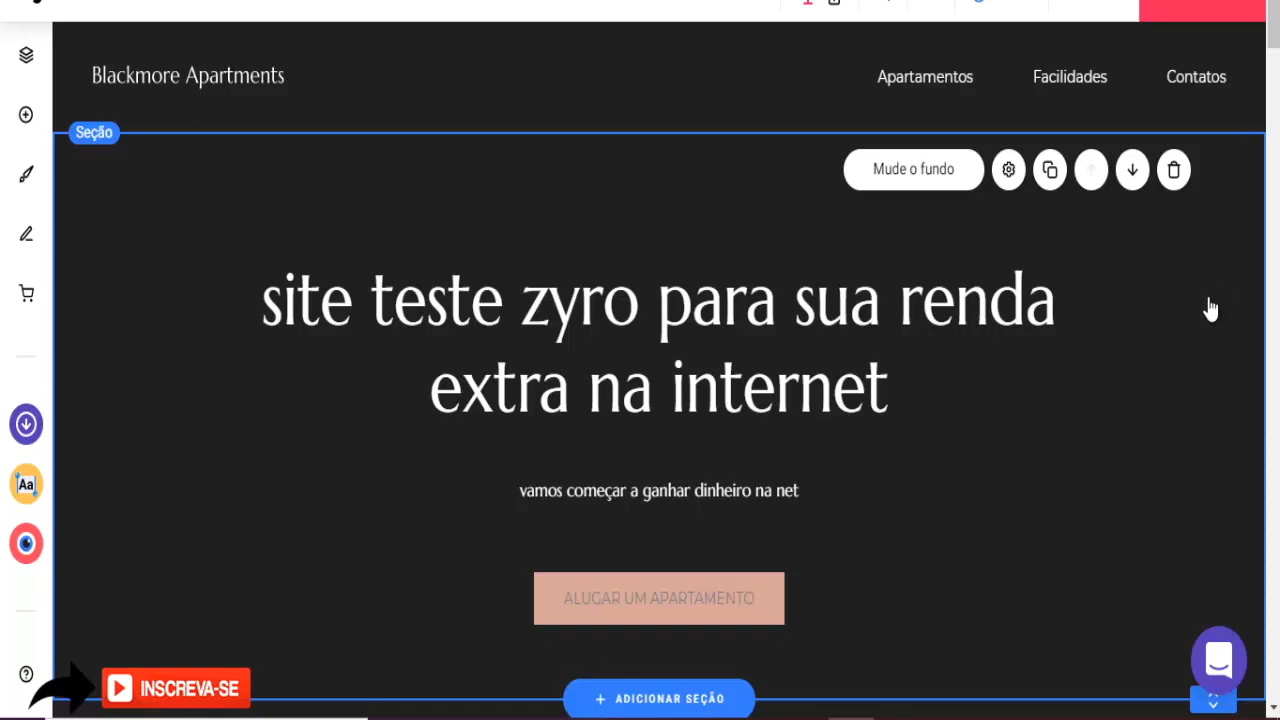 Blackmore Apartments
Apartamentos
Facilidades
Contatos
Seção
Mude o fundo
site teste zyro para sua renda
extra na internet
vamos começar a ganhar dinheiro na net
ALUGAR UM APARTAMENTO
Aa
INSCREVA-SE
+ ADICIONAR SEÇÃO